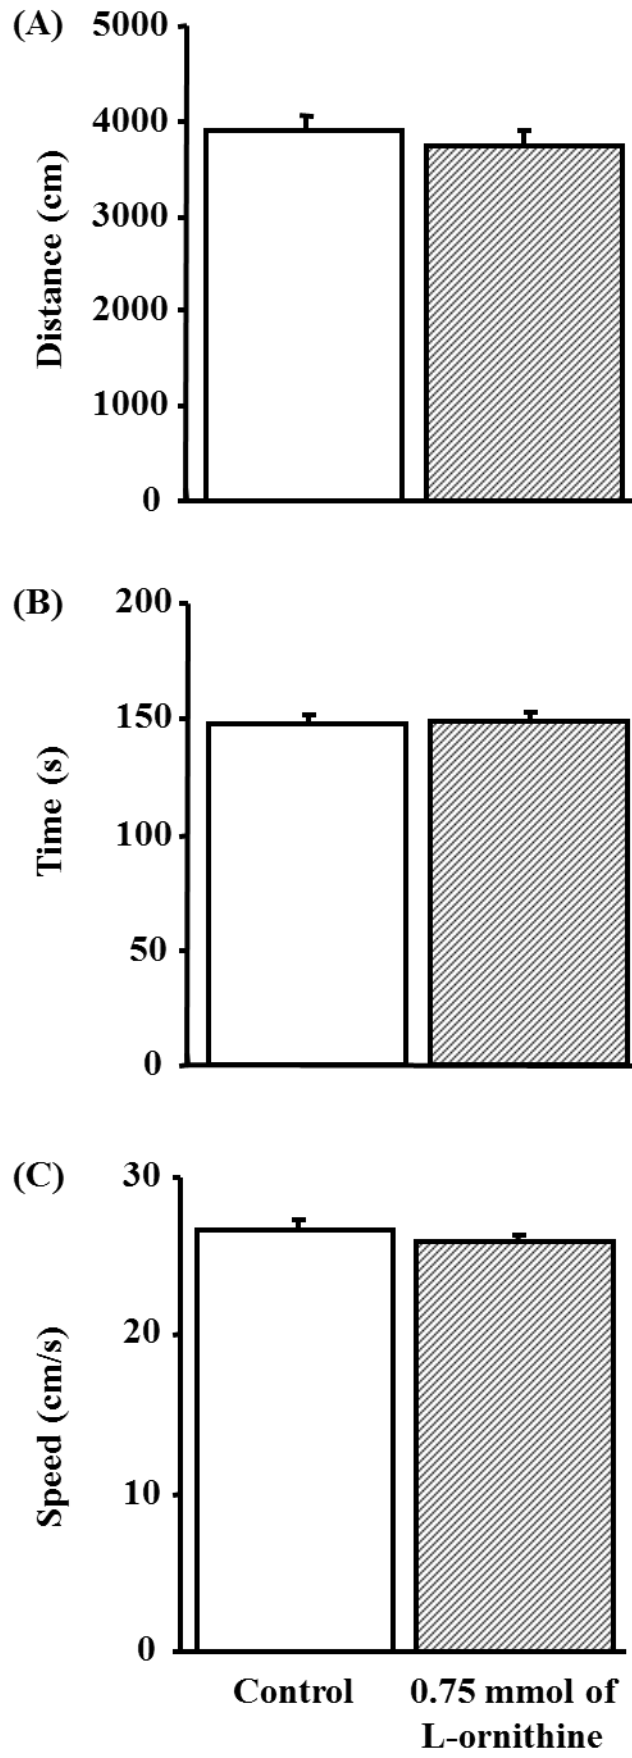 (A)
5000
4000
3000
2000
1000
0
Distance (cm)
(B)
200
150
100
50
0
Time (s)
(C)
30
20
10
0
Speed (cm/s)
Control
0.75 mmol of
L-ornithine